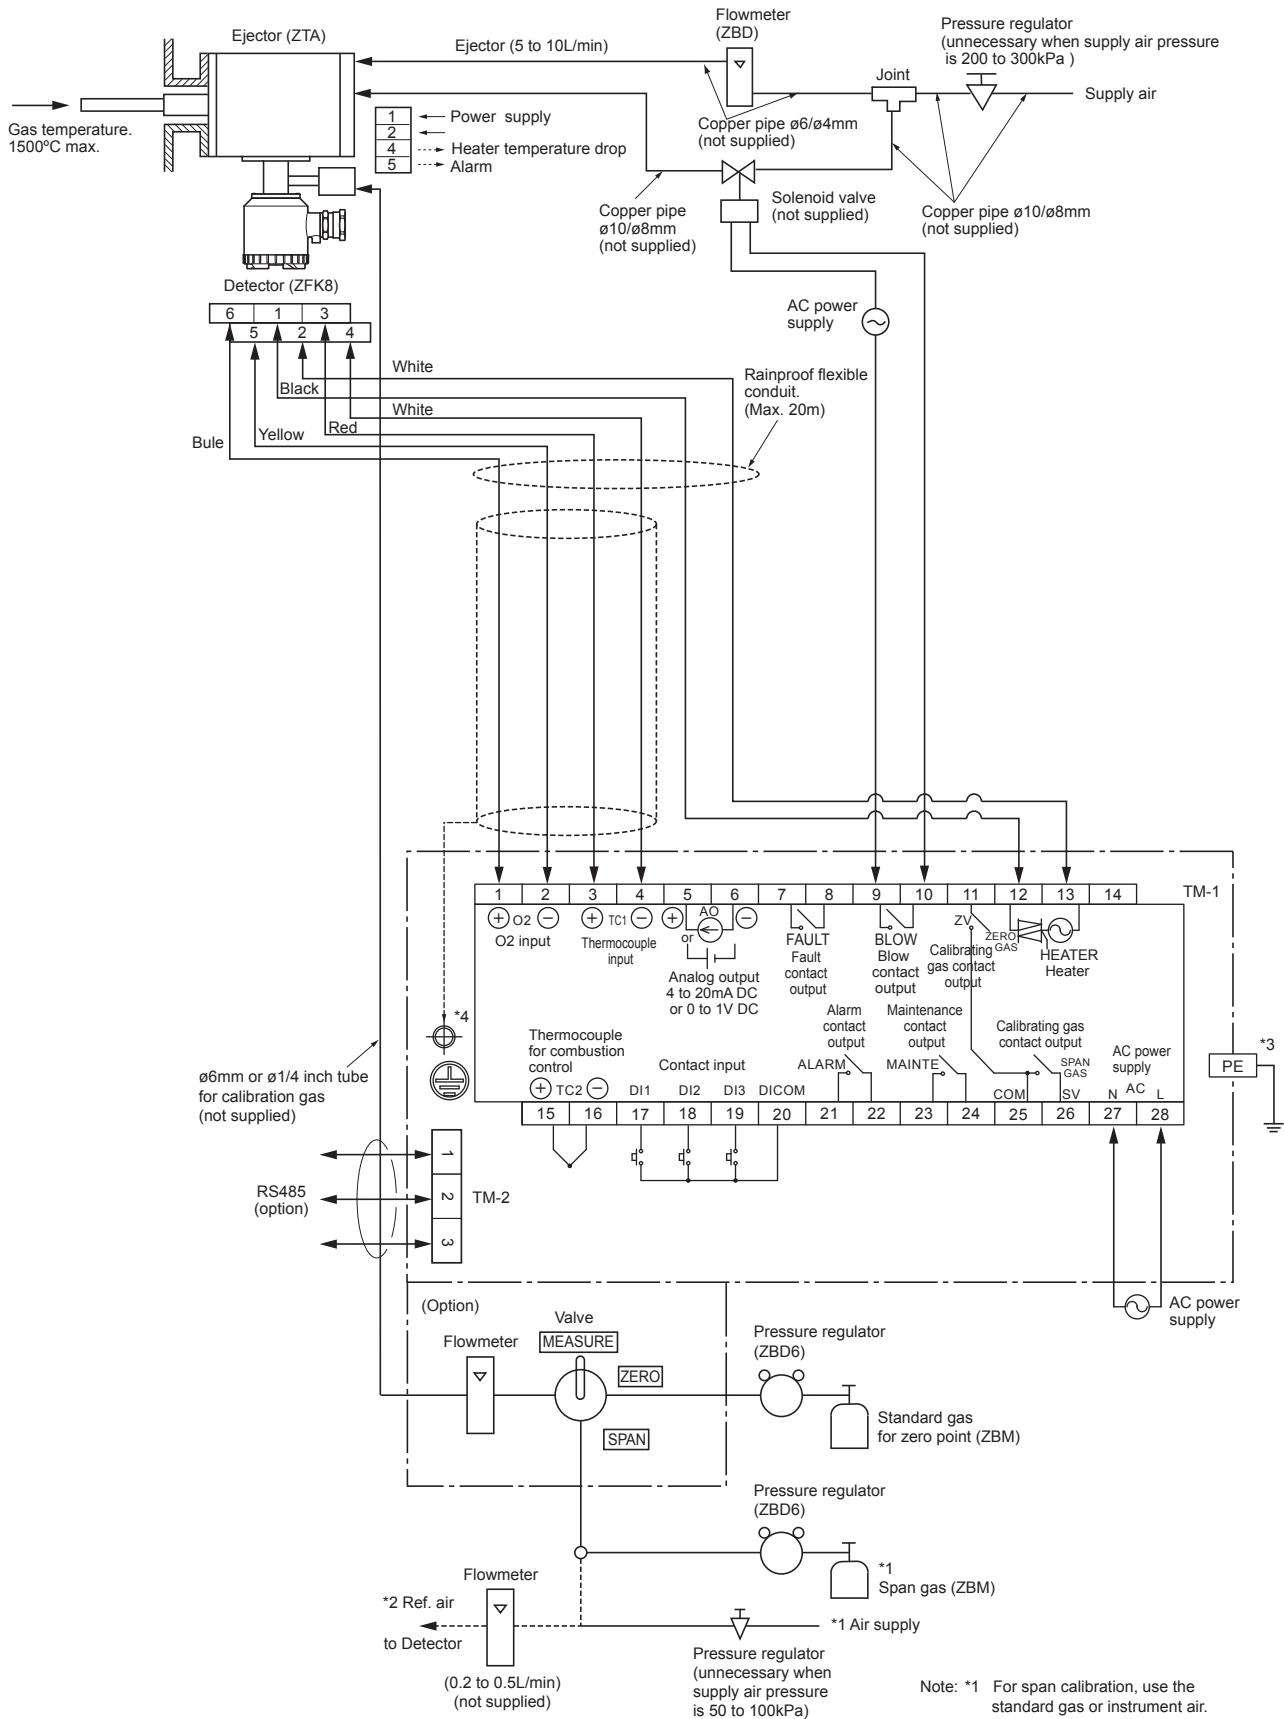 Ejector (ZTA)
Gas temperature.
1500ºC max.
Ejector (5 to 10L/min)
Flowmeter
(ZBD)
Pressure regulator
(unnecessary when supply air pressure
is 200 to 300kPa )
Joint
Supply air
1
Power supply
2
4
Heater temperature drop
5
Alarm
Copper pipe ø6/ø4mm
(not supplied)
Copper pipe
ø10/ø8mm
(not supplied)
Solenoid valve
(not supplied)
Copper pipe ø10/ø8mm
(not supplied)
Detector (ZFK8)
6 1 3
5 2 4
AC power
supply
White
Black
White
Red
Yellow
Bule
Rainproof flexible
conduit.
(Max. 20m)
1 2 3 4 5 6 7 8 9 10 11 12 13 14
TM-1
+ O2 −
O2 input
+ TC1 −
Thermocouple
input
+ AO −
or
Analog output
4 to 20mA DC
or 0 to 1V DC
FAULT
Fault
contact
output
BLOW
Blow
contact
output
ZV
ZERO
GAS
Calibrating
gas contact
output
HEATER
Heater
*4
Thermocouple
for combustion
control
+ TC2 −
Contact input
DI1 DI2 DI3 DICOM
Alarm
contact
output
ALARM
Maintenance
contact
output
MAINTE
Calibrating gas
contact output
SPAN
GAS
COM
SV
AC power
supply
N AC L
15 16 17 18 19 20 21 22 23 24 25 26 27 28
*3
PE
ø6mm or ø1/4 inch tube
for calibration gas
(not supplied)
RS485
(option)
1
2
3
TM-2
AC power
supply
(Option)
Flowmeter
Valve
MEASURE
ZERO
SPAN
Pressure regulator
(ZBD6)
Standard gas
for zero point (ZBM)
Pressure regulator
(ZBD6)
*1
Span gas (ZBM)
Flowmeter
*2 Ref. air
to Detector
(0.2 to 0.5L/min)
(not supplied)
*1 Air supply
Pressure regulator
(unnecessary when
supply air pressure
is 50 to 100kPa)
Note: *1 For span calibration, use the
standard gas or instrument air.